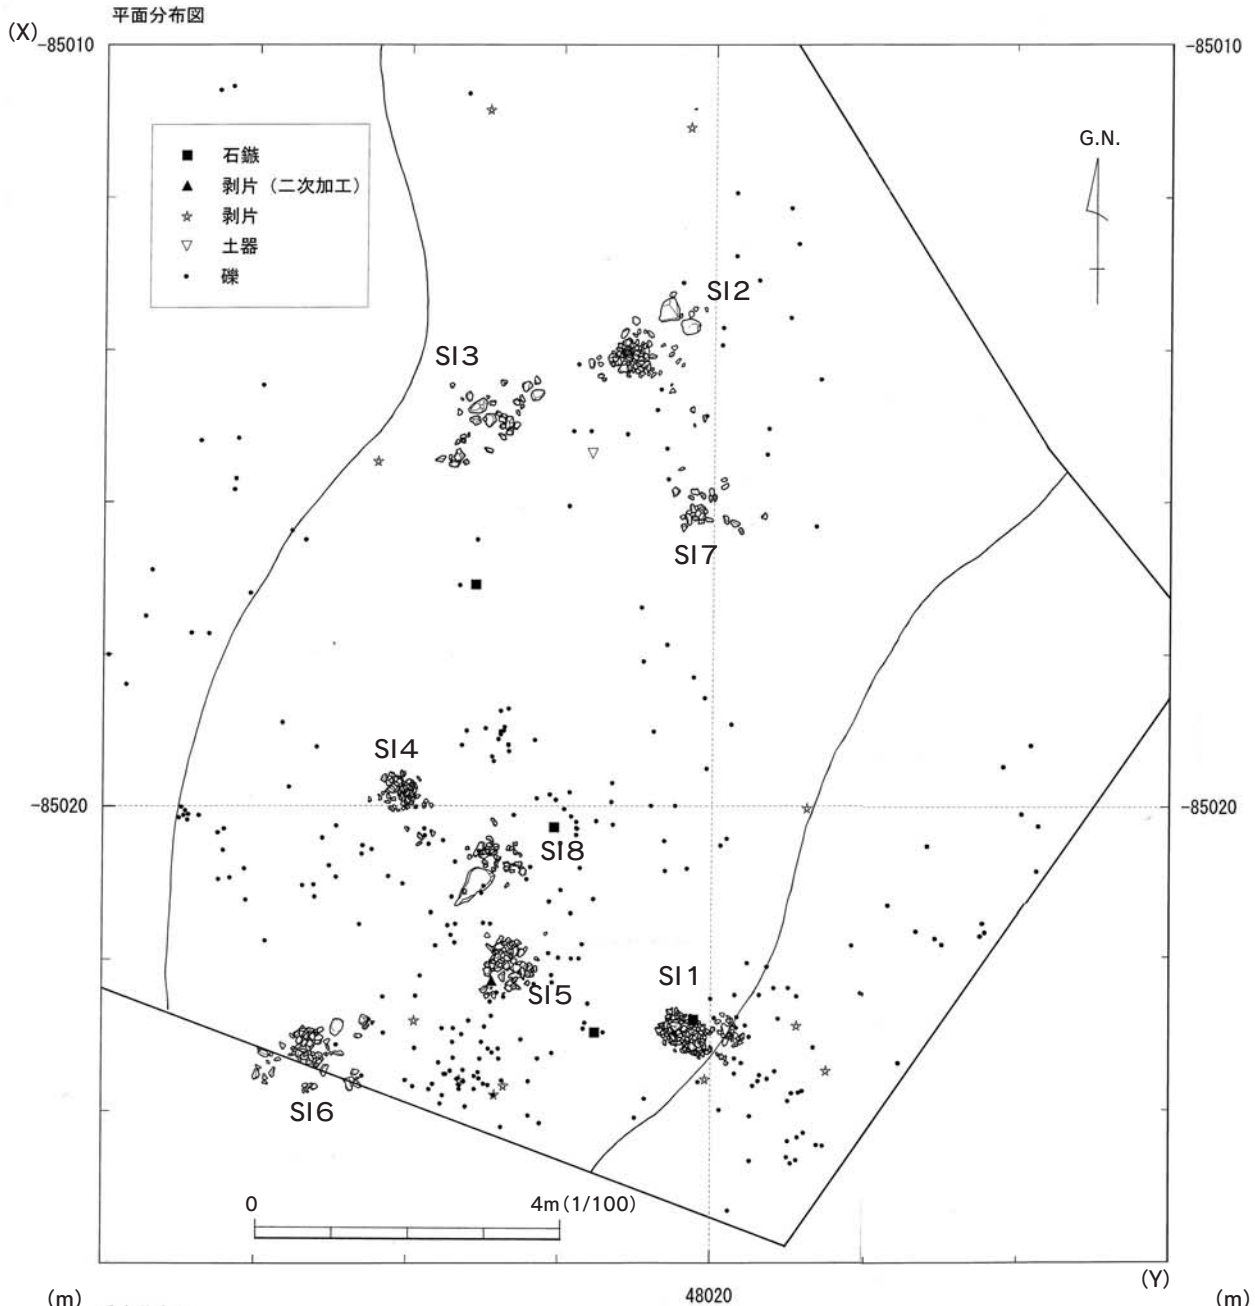 平面分布図
(X)
-85010
-85010
G.N.
石鏃
剥片（二次加工）
剥片
土器
礫
SI2
SI3
SI7
SI4
-85020
-85020
SI8
SI1
SI5
SI6
0 4m(1/100)
(Y)
(m) 48020 (m)